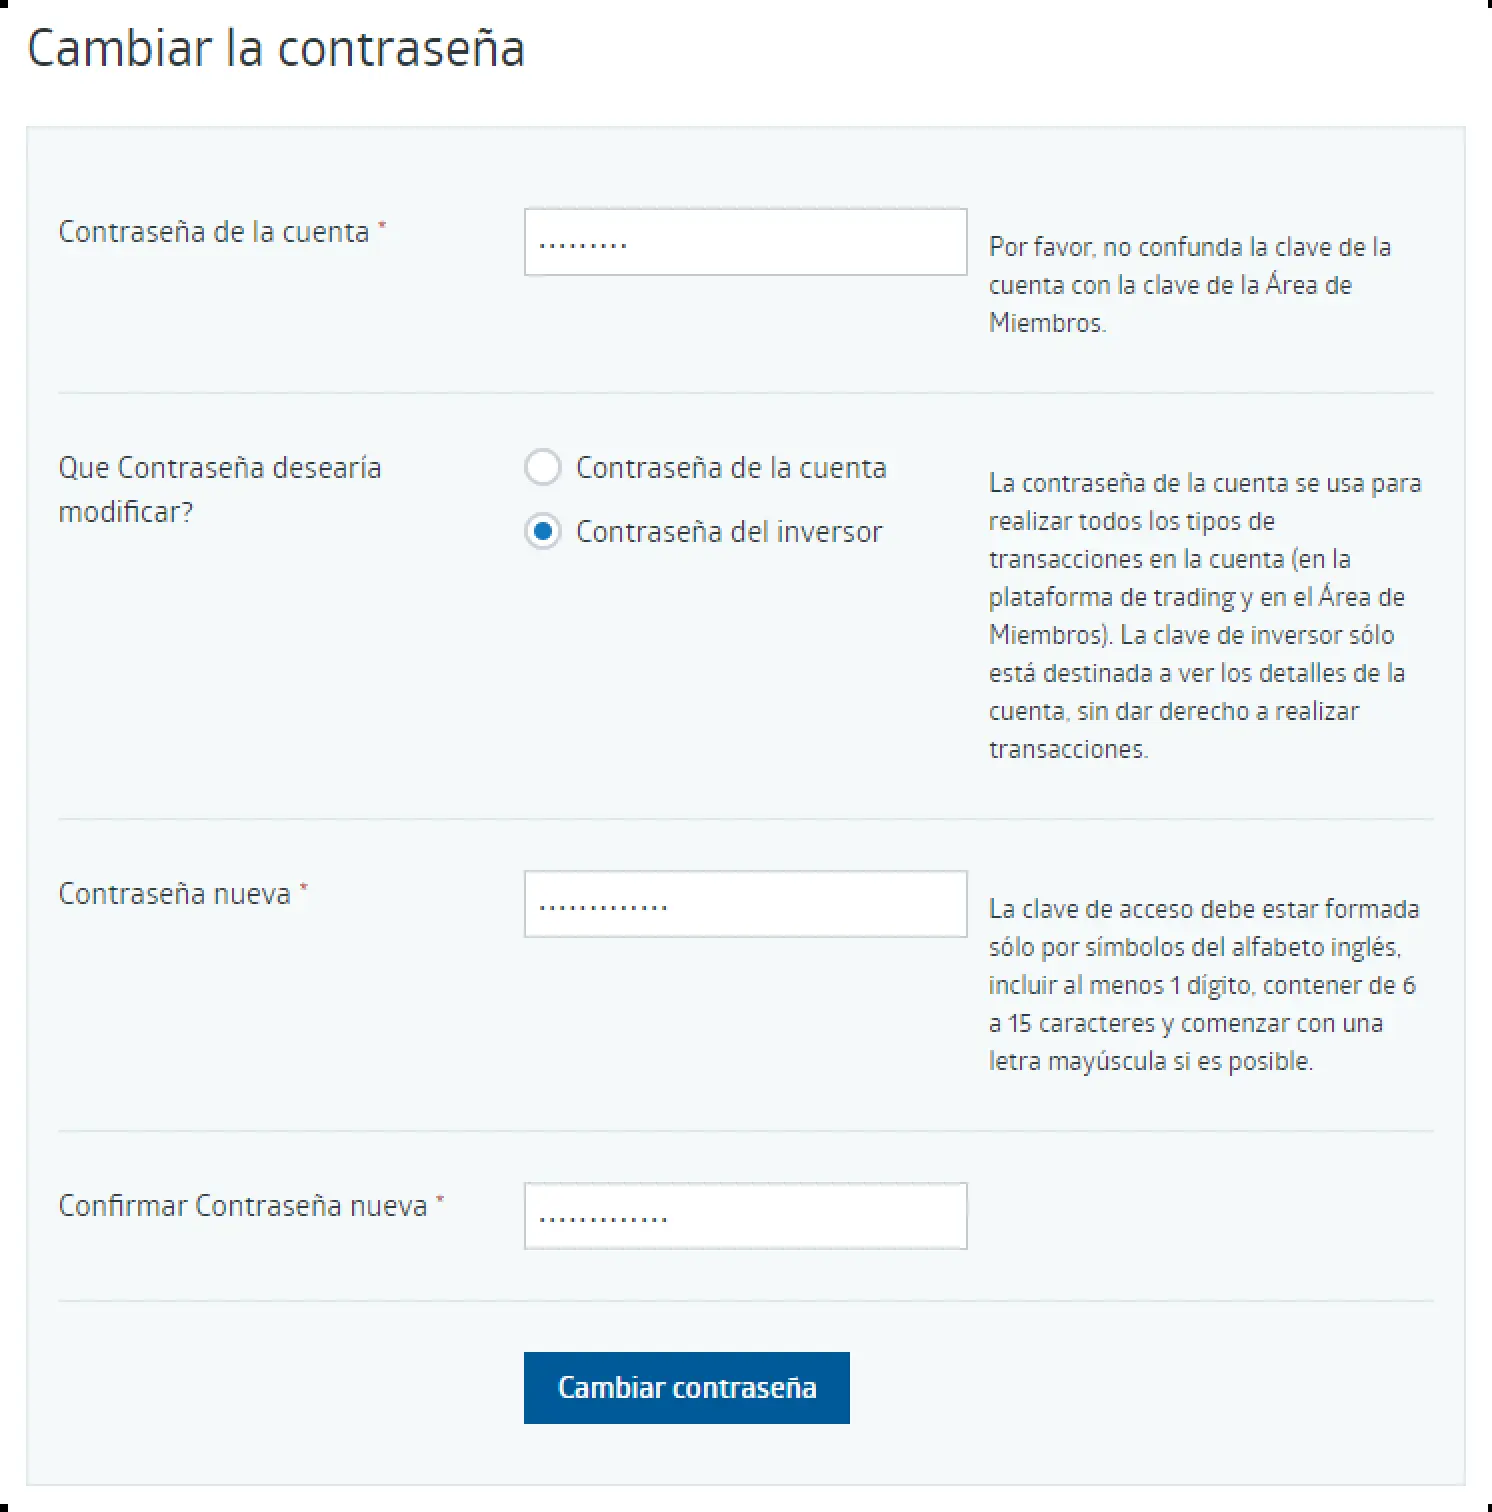 Cambiar la contraseña
Contraseña de la cuenta *
.........
Por favor, no confunda la clave de la
cuenta con la clave de la Área de
Miembros.
Que Contraseña desearía
modificar?
Contraseña de la cuenta
Contraseña del inversor
La contraseña de la cuenta se usa para
realizar todos los tipos de
transacciones en la cuenta (en la
plataforma de trading y en el Área de
Miembros). La clave de inversor sólo
está destinada a ver los detalles de la
cuenta, sin dar derecho a realizar
transacciones.
Contraseña nueva *
.............
La clave de acceso debe estar formada
sólo por símbolos del alfabeto inglés,
incluir al menos 1 dígito, contener de 6
a 15 caracteres y comenzar con una
letra mayúscula si es posible.
Confirmar Contraseña nueva *
.............
Cambiar contraseña